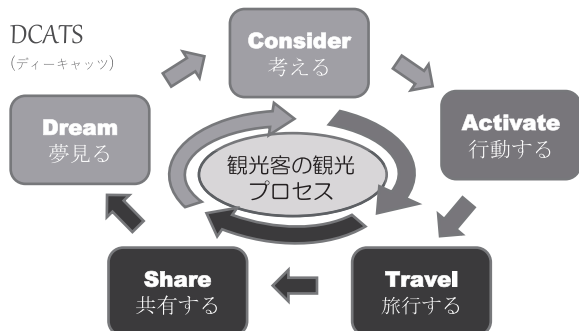 DCATS
(ディーキャッツ)
Dream
夢見る
Consider
考える
Activate
行動する
Travel
旅行する
Share
共有する
観光客の観光
プロセス